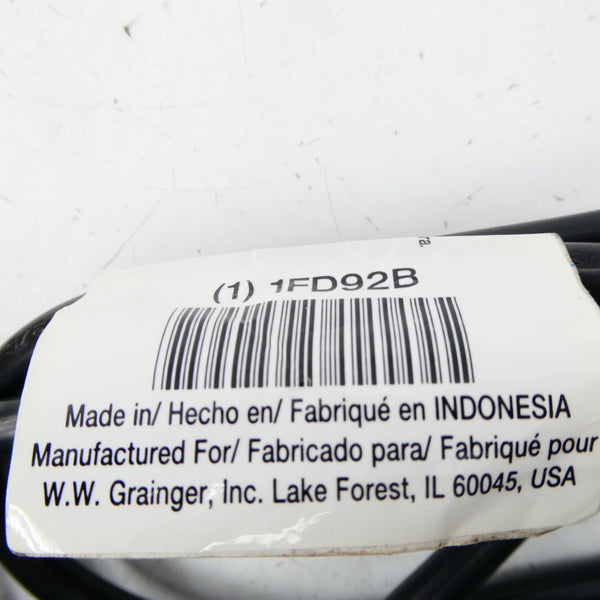 ra.
(1) 1FD92B
Made in/ Hecho en/ Fabriqué en INDONESIA
Manufactured For/ Fabricado para/ Fabriqué pour
W.W. Grainger, Inc. Lake Forest, IL 60045, USA